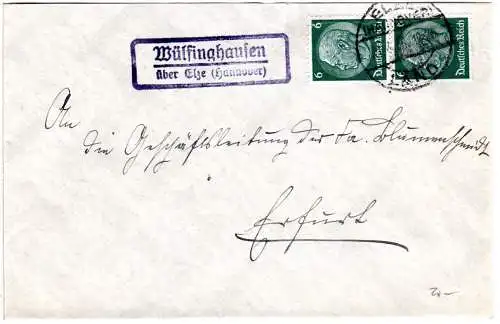 Wülfinghausen
über Elze (Hannover)
6 Deutsches Reich
6 Deutsches Reich
An
die Geschäftsleitung der Fa. Blumenschmidt
Erfurt